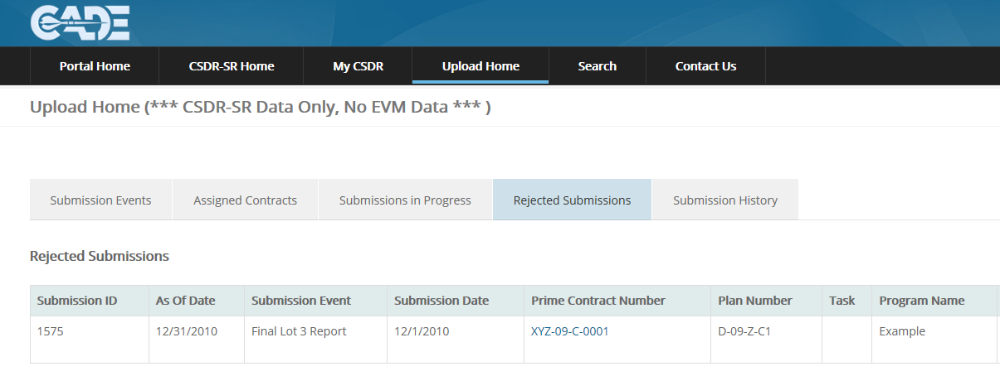 CADE
Portal Home CSDR-SR Home My CSDR Upload Home Search Contact Us
Upload Home (*** CSDR-SR Data Only, No EVM Data *** )
Submission Events Assigned Contracts Submissions in Progress Rejected Submissions Submission History
Rejected Submissions
Submission ID As Of Date Submission Event Submission Date Prime Contract Number Plan Number Task Program Name
1575 12/31/2010 Final Lot 3 Report 12/1/2010 XYZ-09-C-0001 D-09-Z-C1 Example